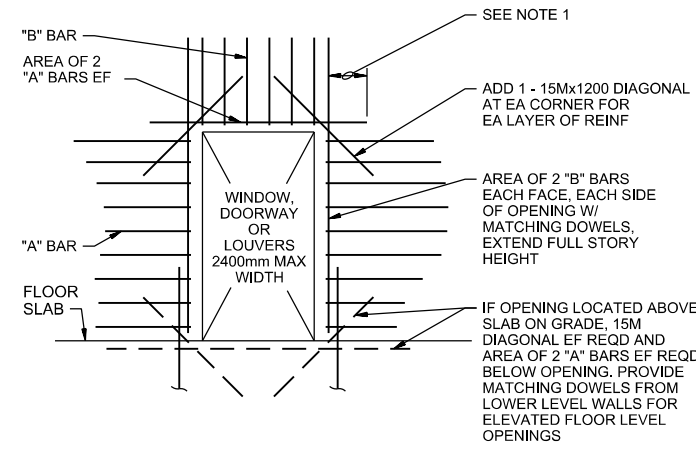 SEE NOTE 1
"B" BAR
AREA OF 2
"A" BARS EF
ADD 1 - 15Mx1200 DIAGONAL
AT EA CORNER FOR
EA LAYER OF REINF
WINDOW,
DOORWAY
OR
LOUVERS
2400mm MAX
WIDTH
AREA OF 2 "B" BARS
EACH FACE, EACH SIDE
OF OPENING W/
MATCHING DOWELS,
EXTEND FULL STORY
HEIGHT
"A" BAR
FLOOR
SLAB
IF OPENING LOCATED ABOVE
SLAB ON GRADE, 15M
DIAGONAL EF REQD AND
AREA OF 2 "A" BARS EF REQD
BELOW OPENING. PROVIDE
MATCHING DOWELS FROM
LOWER LEVEL WALLS FOR
ELEVATED FLOOR LEVEL
OPENINGS